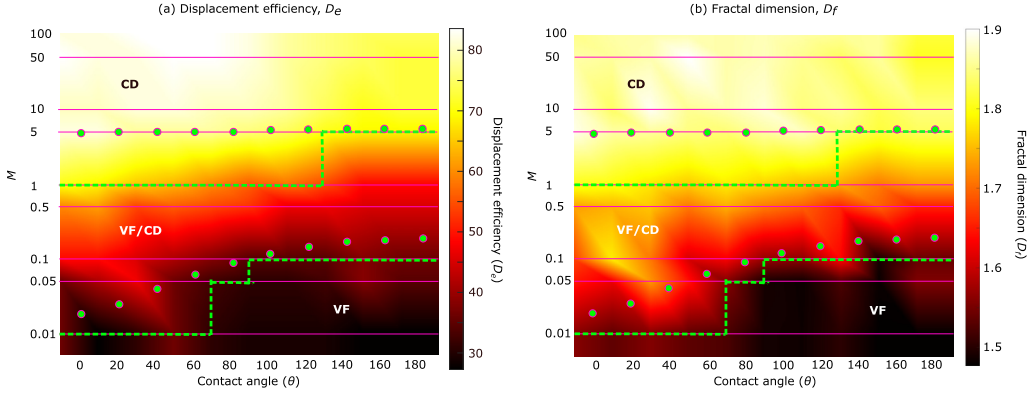 (a) Displacement efficiency, De
100
50
10
5
1
0.5
0.1
0.05
0.01
M
CD
VF/CD
VF
0 20 40 60 80 100 120 140 160 180
Contact angle (θ)
80
70
60
50
40
30
Displacement efficiency (De)
(b) Fractal dimension, Df
100
50
10
5
1
0.5
0.1
0.05
0.01
M
CD
VF/CD
VF
0 20 40 60 80 100 120 140 160 180
Contact angle (θ)
1.9
1.8
1.7
1.6
1.5
Fractal dimension (Df)